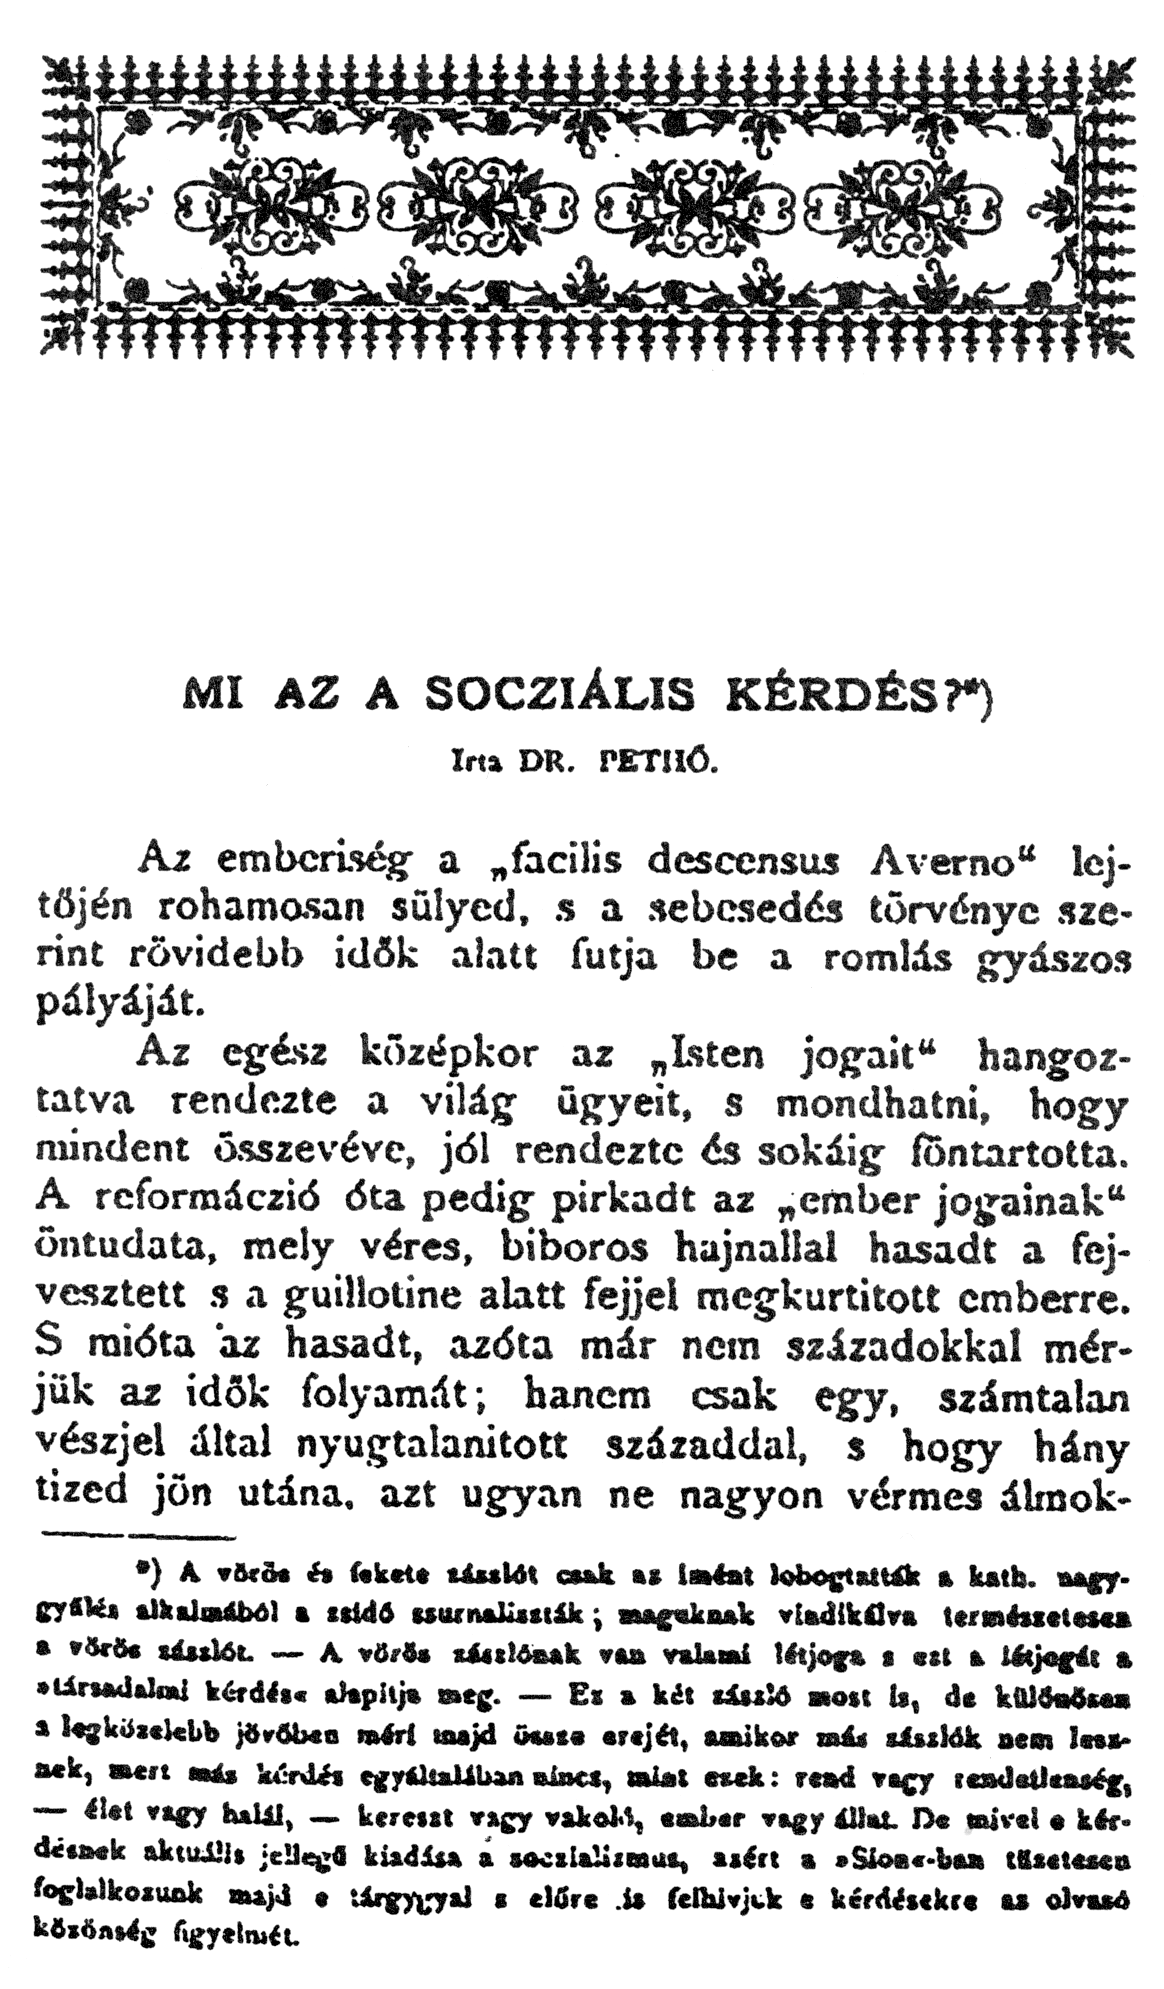 MI AZ A SOCZIÁLIS KÉRDÉS?*)
Irta DR. PETHŐ.
Az emberiség a „facilis descensus Averno“ lej-
tőjén rohamosan sülyed, s a sebesedés törvénye sze-
rint rövidebb idők alatt futja be a romlás gyászos
pályáját.
Az egész középkor az „Isten jogait“ hangoz-
tatva rendezte a világ ügyeit, s mondhatni, hogy
mindent összevéve, jól rendezte és sokáig föntartotta.
A reformáczió óta pedig pirkadt az „ember jogainak“
öntudata, mely véres, biboros hajnallal hasadt a fej-
vesztett s a guillotine alatt fejjel megkurtitott emberre.
S mióta az hasadt, azóta már nem századokkal mér-
jük az idők folyamát; hanem csak egy, számtalan
vészjel által nyugtalanitott századdal, s hogy hány
tized jön utána, azt ugyan ne nagyon vérmes álmok-
*) A vörös és fekete zászlót csak az imént lobogtatták a kath. nagy-
gyűlés alkalmából a zsidó zsurnaliszták; maguknak vindikálva természetesen
a vörös zászlót. — A vörös zászlónak van valami létjoga s ezt a létjogát a
»társadalmi kérdés« alapitja meg. — Ez a két zászló most is, de különösen
a legközelebb jövőben méri majd össze erejét, amikor más zászlók nem lesz-
nek, mert más kérdés egyáltalában nincs, mint ezek: rend vagy rendetlenség,
— élet vagy halál, — kereszt vagy vakold, ember vagy állat. De mivel e kér-
désnek aktuális jellegű kiadása a soczializmus, azért a »Sion«-ban tüzetesen
foglalkozunk majd e tárgygyal s előre is felhivjuk e kérdésekre az olvasó
közönség figyelmét.